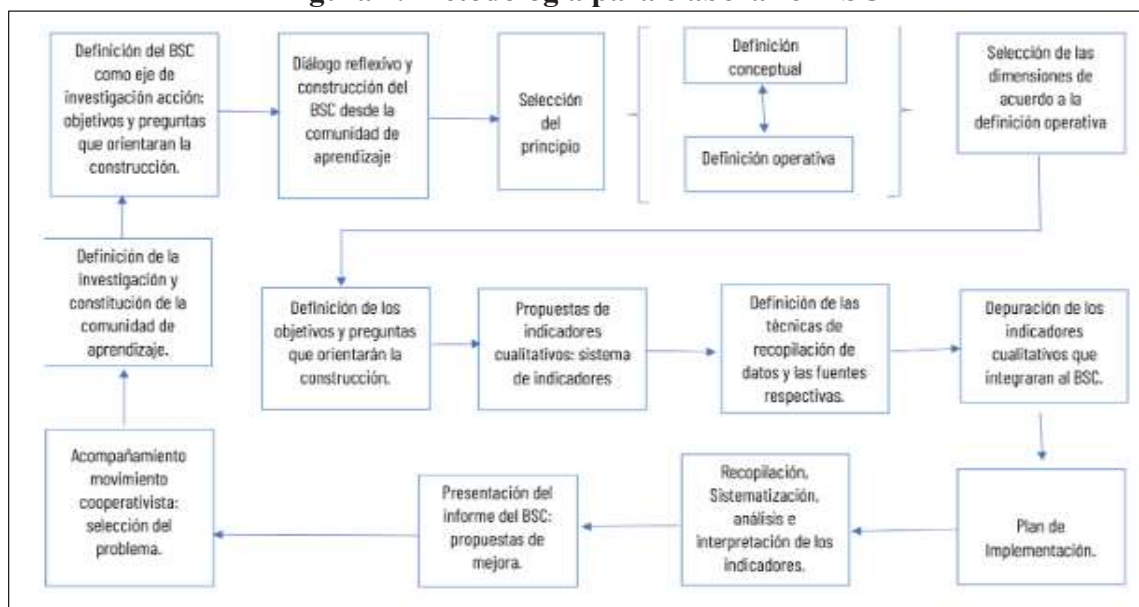 Definición del BSC
como eje de
investigación acción:
objetivos y preguntas
que orientaran la
construcción.
Diálogo reflexivo y
construcción del
BSC desde la
comunidad de
aprendizaje
Selección
del
principio
Definición
conceptual
Definición operativa
Selección de las
dimensiones de
acuerdo a la
definición operativa
Definición de la
investigación y
constitución de la
comunidad de
aprendizaje.
Definición de los
objetivos y preguntas
que orientarán la
construcción.
Propuestas de
indicadores
cualitativos: sistema
de indicadores
Definición de las
técnicas de
recopilación de
datos y las fuentes
respectivas.
Depuración de los
indicadores
cualitativos que
integraran al BSC.
Acompañamiento
movimiento
cooperativista:
selección del
problema.
Presentación del
informe del BSC:
propuestas de
mejora.
Recopilación,
Sistematización,
análisis e
interpretación de los
indicadores.
Plan de
Implementación.